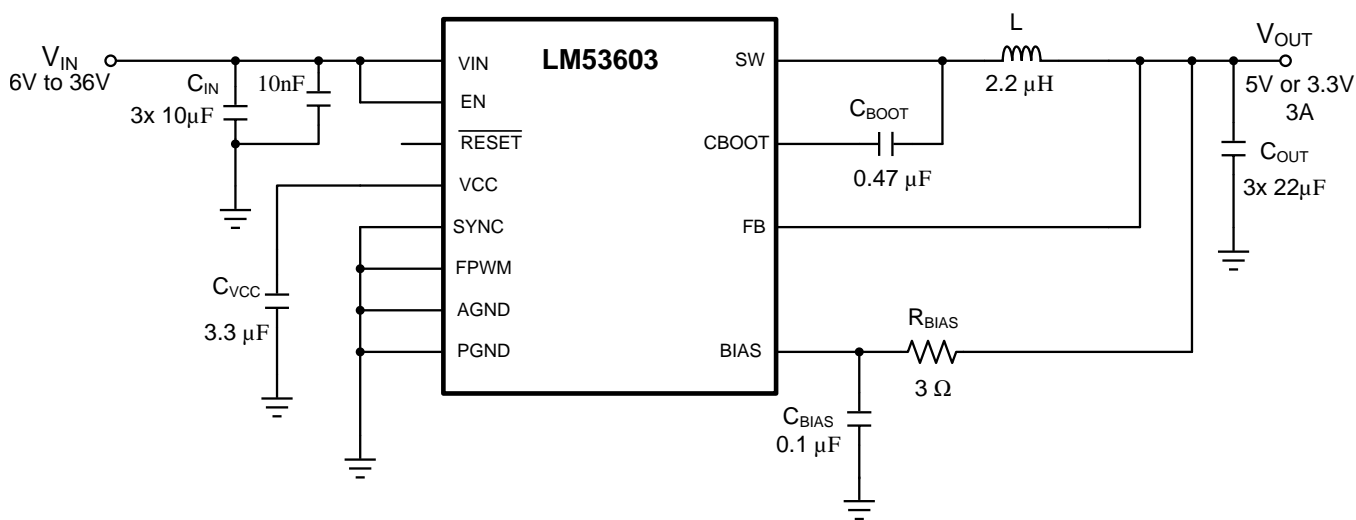 LM53603
V_IN
6V to 36V
C_IN
3x 10µF
10nF
VIN
EN
RESET
VCC
SYNC
FPWM
AGND
PGND
C_VCC
3.3 µF
SW
CBOOT
FB
BIAS
L
2.2 µH
C_BOOT
0.47 µF
V_OUT
5V or 3.3V
3A
C_OUT
3x 22µF
R_BIAS
3 Ω
C_BIAS
0.1 µF